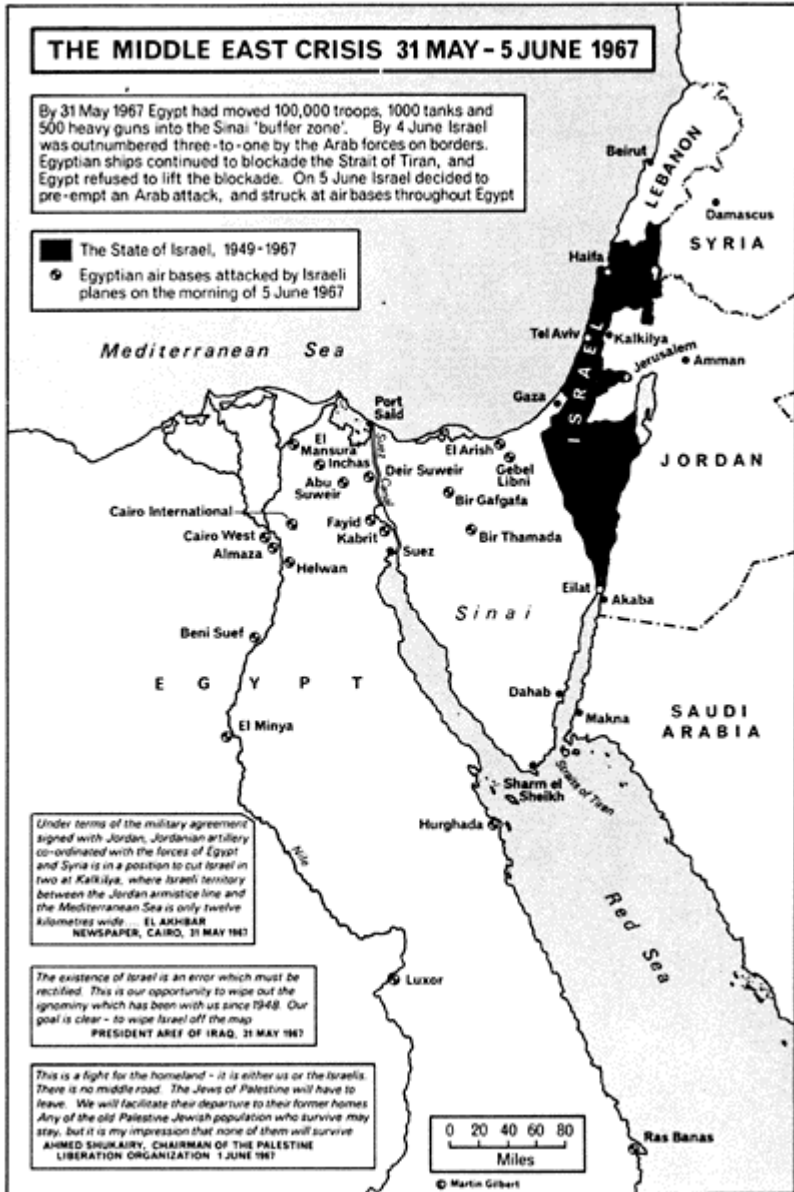 THE MIDDLE EAST CRISIS 31 MAY – 5 JUNE 1967
By 31 May 1967 Egypt had moved 100,000 troops, 1000 tanks and
500 heavy guns into the Sinai 'buffer zone'. By 4 June Israel
was outnumbered three-to-one by the Arab forces on borders.
Egyptian ships continued to blockade the Strait of Tiran, and
Egypt refused to lift the blockade. On 5 June Israel decided to
pre-empt an Arab attack, and struck at air bases throughout Egypt
The State of Israel, 1949-1967
Egyptian air bases attacked by Israeli
planes on the morning of 5 June 1967
Beirut
LEBANON
Damascus
SYRIA
Haifa
Mediterranean Sea
Tel Aviv
Kalkilya
ISRAEL
Jerusalem
Amman
Gaza
Port
Said
El
Mansura
Inchas
Suez Canal
El Arish
Gebel
Libni
JORDAN
Abu
Suweir
Deir Suweir
Bir Gafgafa
Cairo International
Fayid
Kabrit
Bir Thamada
Cairo West
Almaza
Suez
Helwan
Eilat
Akaba
Sinai
Beni Suef
EGYPT
Dahab
Makna
SAUDI
ARABIA
El Minya
Straits of Tiran
Sharm el
Sheikh
Hurghada
Nile
Red Sea
Under terms of the military agreement
signed with Jordan, Jordanian artillery
co-ordinated with the forces of Egypt
and Syria is in a position to cut Israel in
two at Kalkilya, where Israeli territory
between the Jordan armistice line and
the Mediterranean Sea is only twelve
kilometres wide.... EL AKHBAR
NEWSPAPER, CAIRO, 31 MAY 1967
The existence of Israel is an error which must be
rectified. This is our opportunity to wipe out the
ignominy which has been with us since 1948. Our
goal is clear – to wipe Israel off the map
PRESIDENT AREF OF IRAQ, 31 MAY 1967
Luxor
This is a fight for the homeland – it is either us or the Israelis.
There is no middle road. The Jews of Palestine will have to
leave. We will facilitate their departure to their former homes
Any of the old Palestine Jewish population who survive may
stay, but it is my impression that none of them will survive
AHMED SHUKAIRY, CHAIRMAN OF THE PALESTINE
LIBERATION ORGANIZATION 1 JUNE 1967
0 20 40 60 80
Miles
Ras Banas
© Martin Gilbert